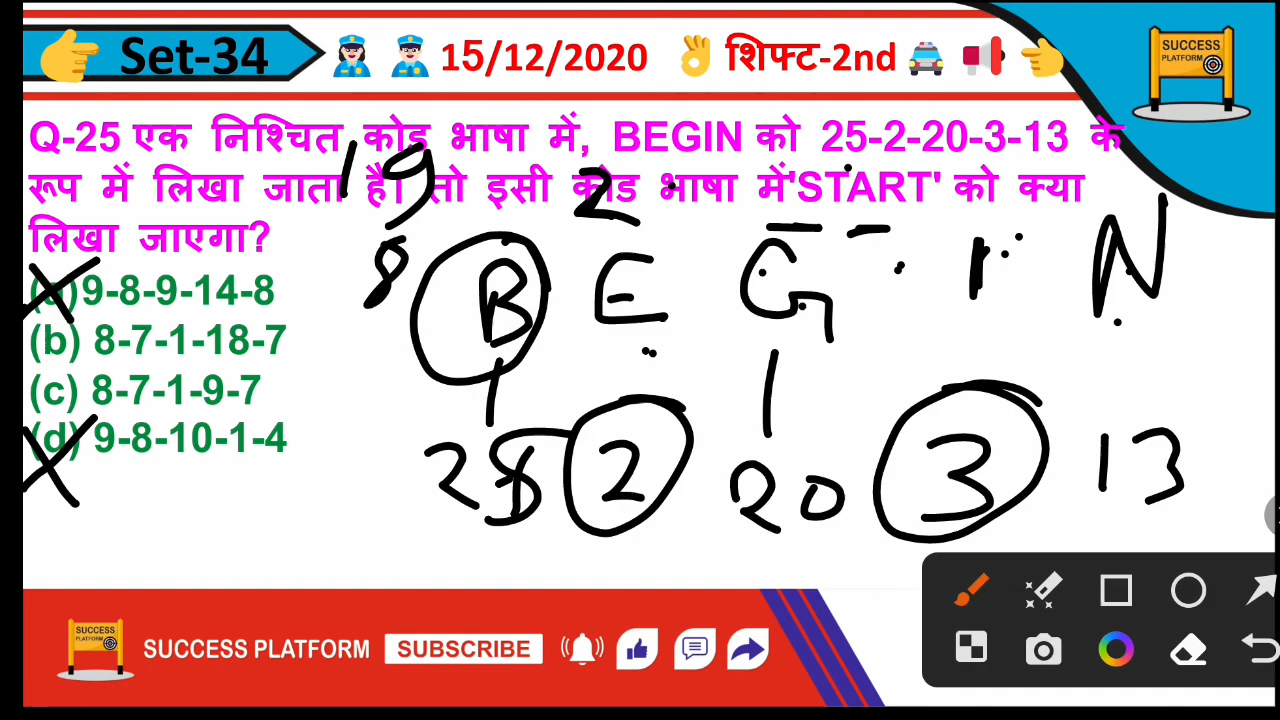 Set-34 15/12/2020 शिफ्ट-2nd
SUCCESS
PLATFORM
Q-25 एक निश्चित कोड भाषा में, BEGIN को 25-2-20-3-13 के
रूप में लिखा जाता है। तो इसी कोड भाषा में'START' को क्या
लिखा जाएगा?
(a)9-8-9-14-8
(b) 8-7-1-18-7
(c) 8-7-1-9-7
(d) 9-8-10-1-4
19 2
8 B E G I N
25 2 20 3 13
SUCCESS
PLATFORM
SUCCESS PLATFORM SUBSCRIBE